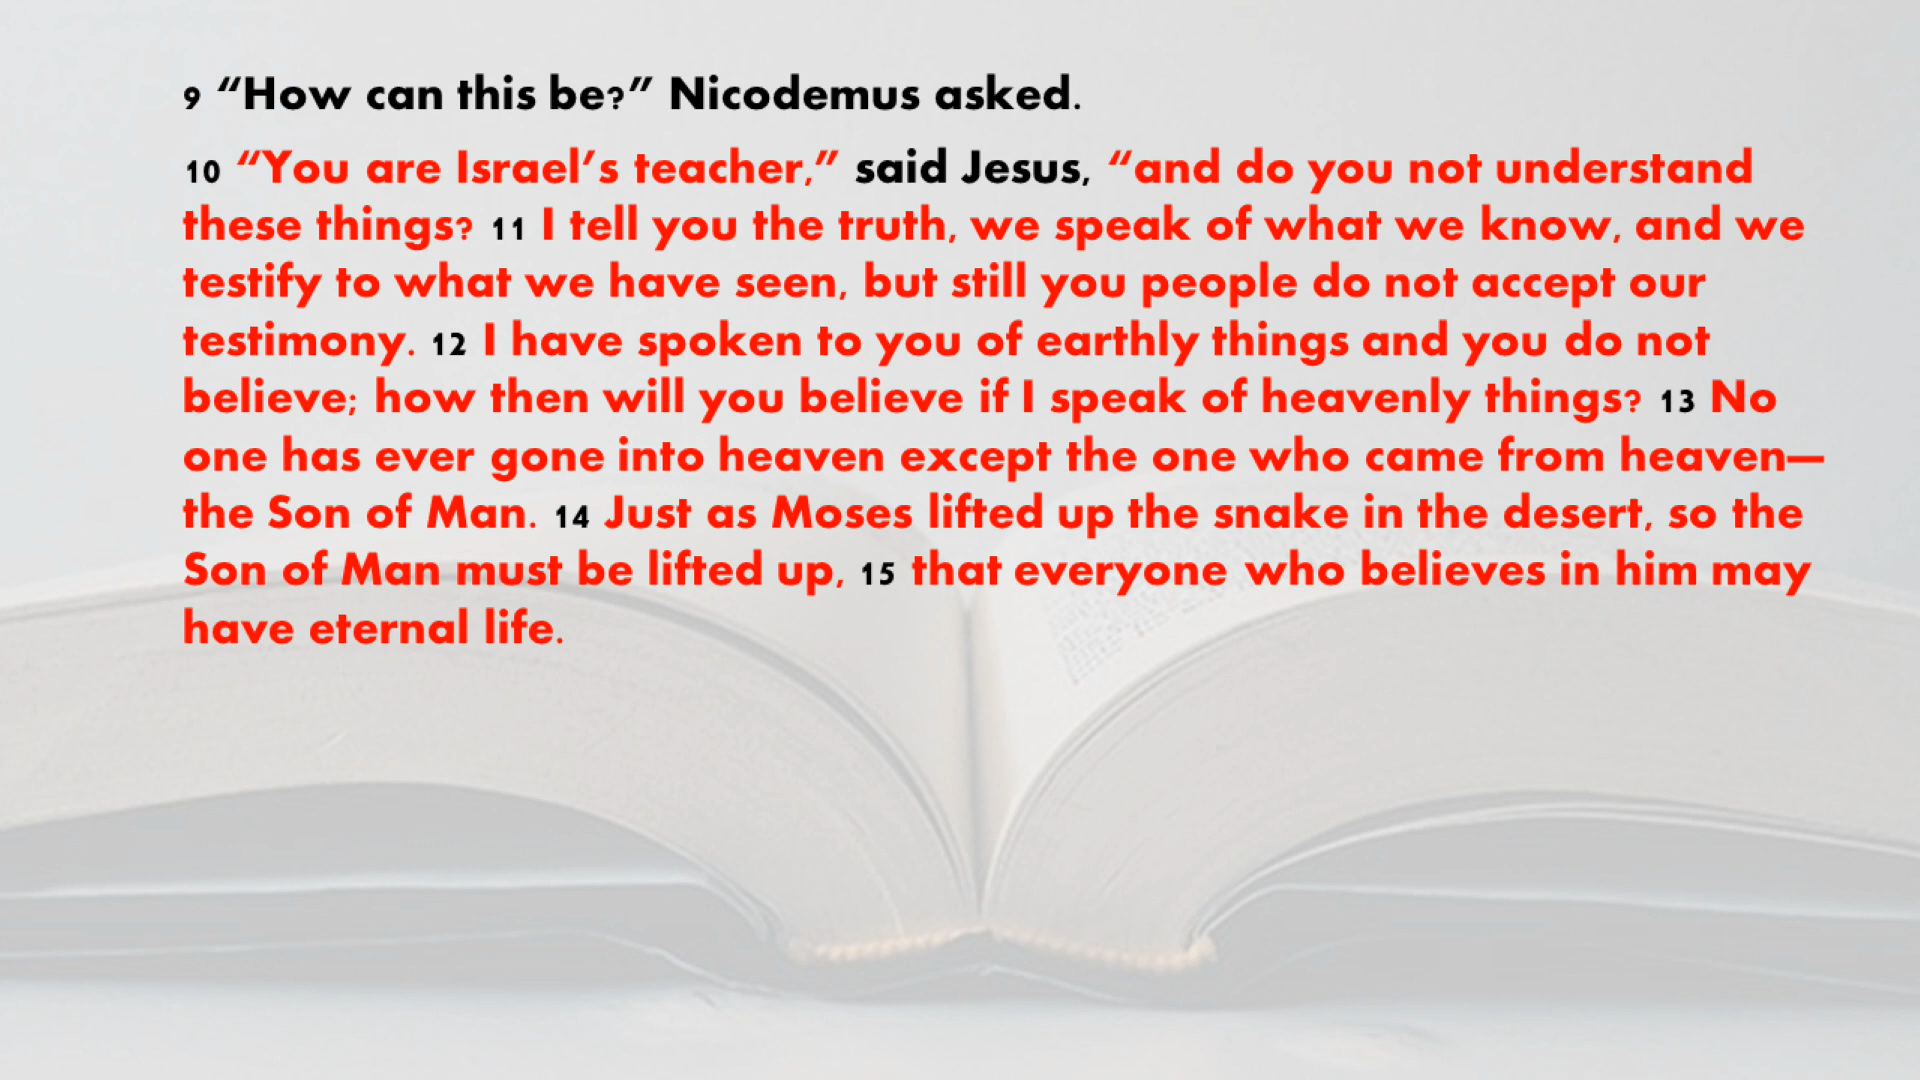 9 “How can this be?” Nicodemus asked.
10 “You are Israel’s teacher,” said Jesus, “and do you not understand
these things? 11 I tell you the truth, we speak of what we know, and we
testify to what we have seen, but still you people do not accept our
testimony. 12 I have spoken to you of earthly things and you do not
believe; how then will you believe if I speak of heavenly things? 13 No
one has ever gone into heaven except the one who came from heaven—
the Son of Man. 14 Just as Moses lifted up the snake in the desert, so the
Son of Man must be lifted up, 15 that everyone who believes in him may
have eternal life.